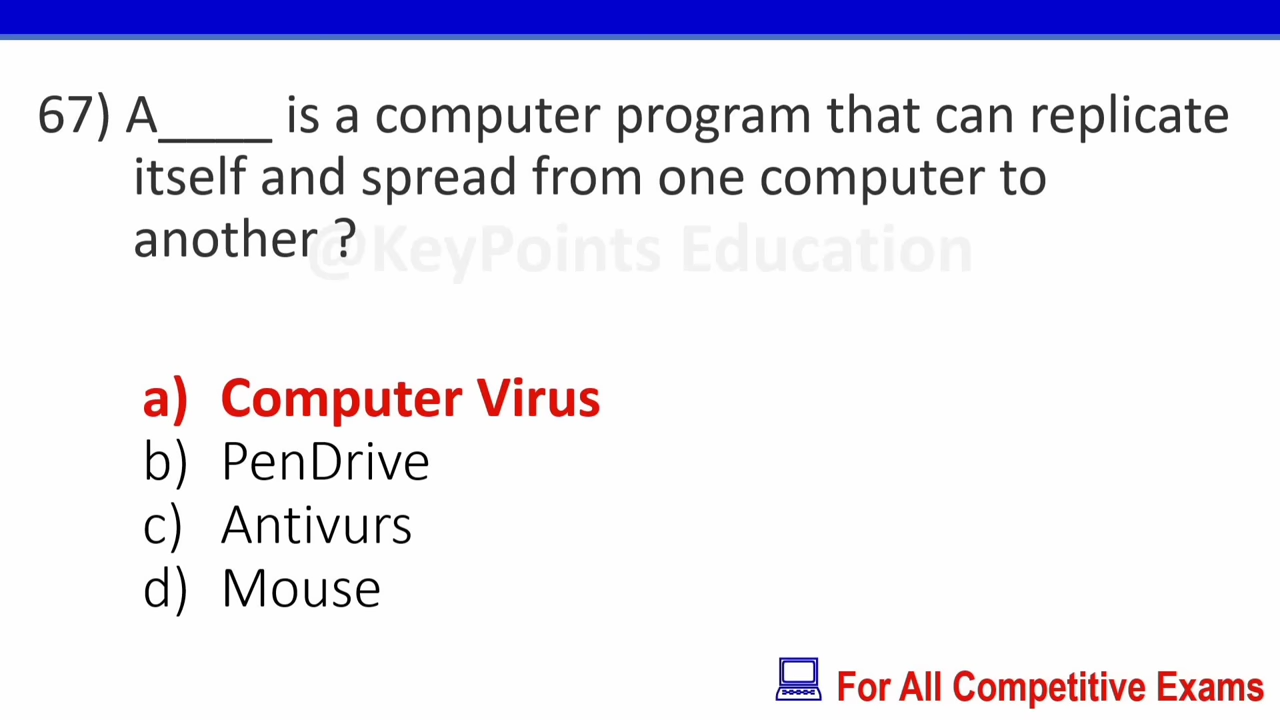 67) A____ is a computer program that can replicate
itself and spread from one computer to
another ?
@KeyPoints Education
a) Computer Virus
b) PenDrive
c) Antivurs
d) Mouse
For All Competitive Exams